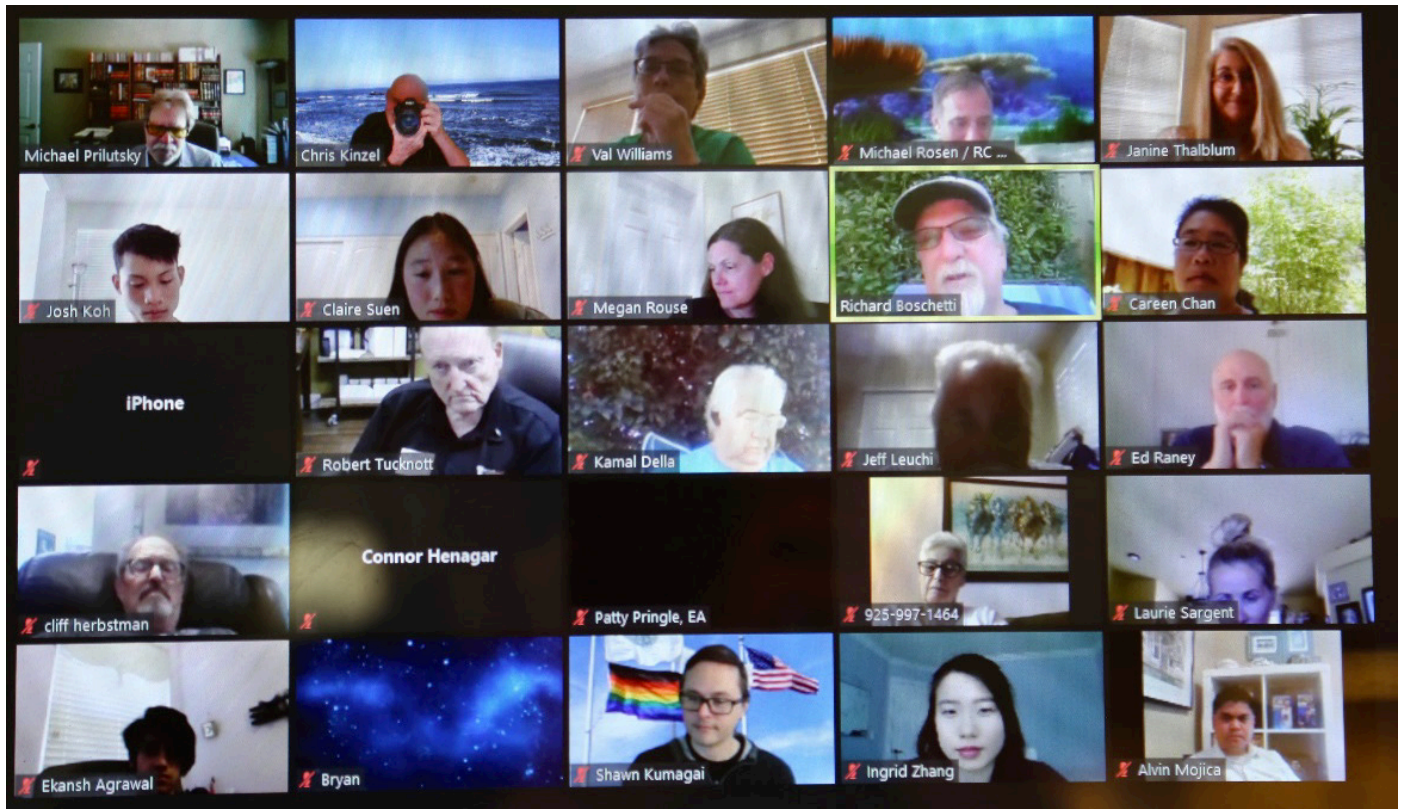 Michael Prilutsky
Chris Kinzel
Val Williams
Michael Rosen / RC ...
Janine Thalblum
Josh Koh
Claire Suen
Megan Rouse
Richard Boschetti
Careen Chan
iPhone
Robert Tucknott
Kamal Della
Jeff Leuchi
Ed Raney
cliff herbstman
Connor Henagar
Patty Pringle, EA
925-997-1464
Laurie Sargent
Ekansh Agrawal
Bryan
Shawn Kumagai
Ingrid Zhang
Alvin Mojica